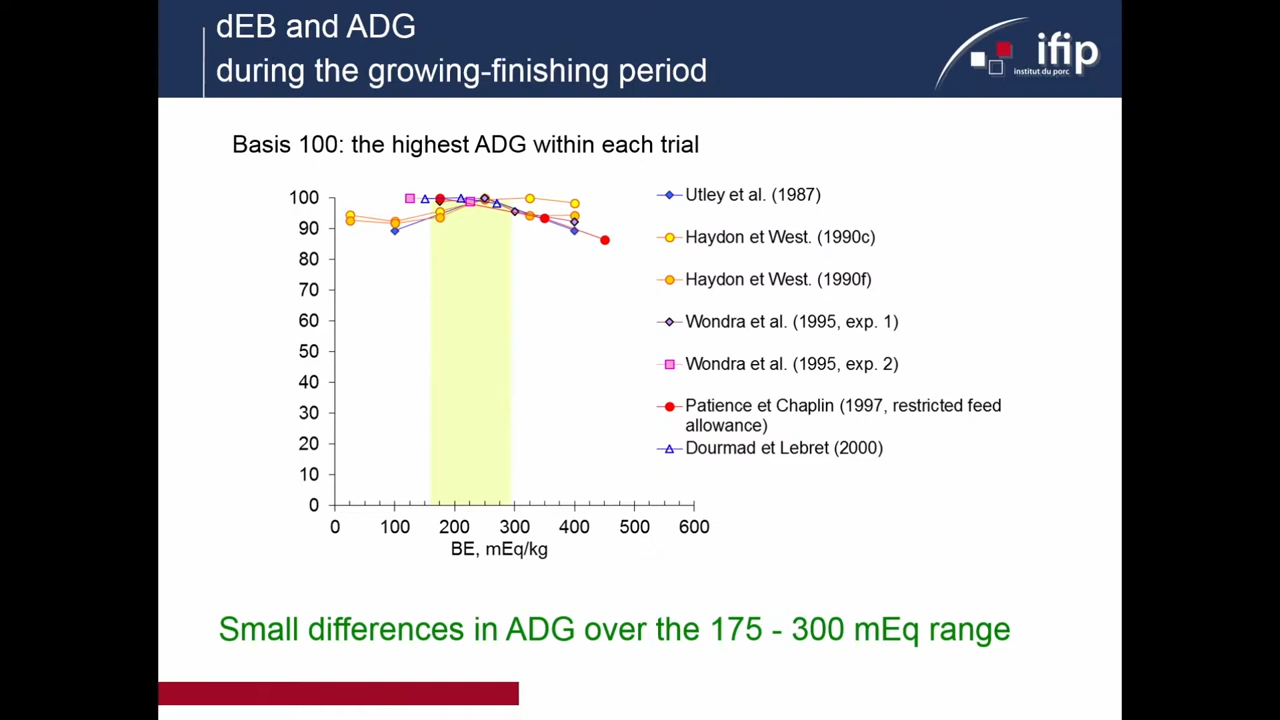 dEB and ADG
during the growing-finishing period
ifip
institut du porc
Basis 100: the highest ADG within each trial
100
90
80
70
60
50
40
30
20
10
0
0 100 200 300 400 500 600
BE, mEq/kg
Utley et al. (1987)
Haydon et West. (1990c)
Haydon et West. (1990f)
Wondra et al. (1995, exp. 1)
Wondra et al. (1995, exp. 2)
Patience et Chaplin (1997, restricted feed
allowance)
Dourmad et Lebret (2000)
Small differences in ADG over the 175 - 300 mEq range